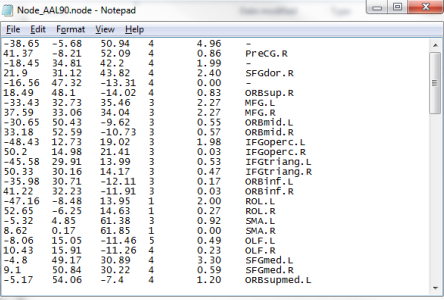 Node_AAL90.node - Notepad
File Edit Format View Help
-38.65 -5.68 50.94 4 4.96 -
41.37 -8.21 52.09 4 0.86 PreCG.R
-18.45 34.81 42.2 4 1.99 -
21.9 31.12 43.82 4 2.40 SFGdor.R
-16.56 47.32 -13.31 4 0.00 -
18.49 48.1 -14.02 4 0.83 ORBsup.R
-33.43 32.73 35.46 3 2.27 MFG.L
37.59 33.06 34.04 3 2.27 MFG.R
-30.65 50.43 -9.62 3 0.55 ORBmid.L
33.18 52.59 -10.73 3 0.57 ORBmid.R
-48.43 12.73 19.02 3 1.98 IFGoperc.L
50.2 14.98 21.41 3 0.03 IFGoperc.R
-45.58 29.91 13.99 3 0.53 IFGtriang.L
50.33 30.16 14.17 3 0.47 IFGtriang.R
-35.98 30.71 -12.11 3 0.17 ORBinf.L
41.22 32.23 -11.91 3 0.03 ORBinf.R
-47.16 -8.48 13.95 1 2.00 ROL.L
52.65 -6.25 14.63 1 0.27 ROL.R
-5.32 4.85 61.38 3 0.92 SMA.L
8.62 0.17 61.85 1 0.00 SMA.R
-8.06 15.05 -11.46 5 0.49 OLF.L
10.43 15.91 -11.26 4 0.23 OLF.R
-4.8 49.17 30.89 4 3.30 SFGmed.L
9.1 50.84 30.22 4 0.59 SFGmed.R
-5.17 54.06 -7.4 4 1.20 ORBsupmed.L